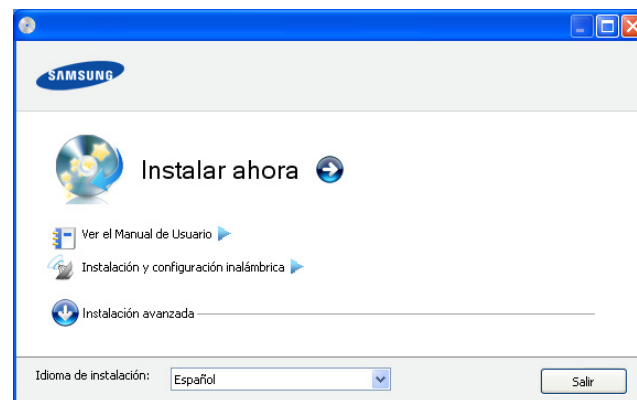 SAMSUNG
Instalar ahora
Ver el Manual de Usuario
Instalación y configuración inalámbrica
Instalación avanzada
Idioma de instalación: Español Salir